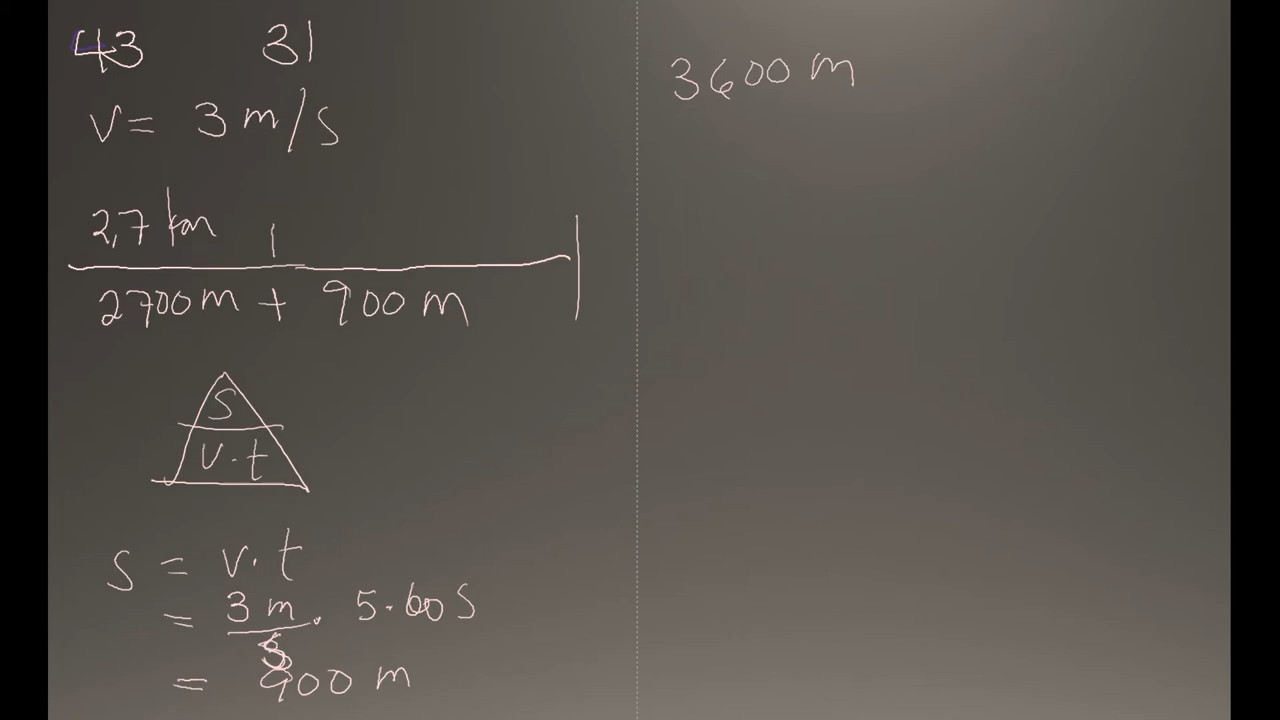 43 31
v = 3 m/s
2,7 km
2700 m + 900 m
s
v · t
s = v · t
= 3 m / s · 5 · 60 s
= 900 m
3600 m